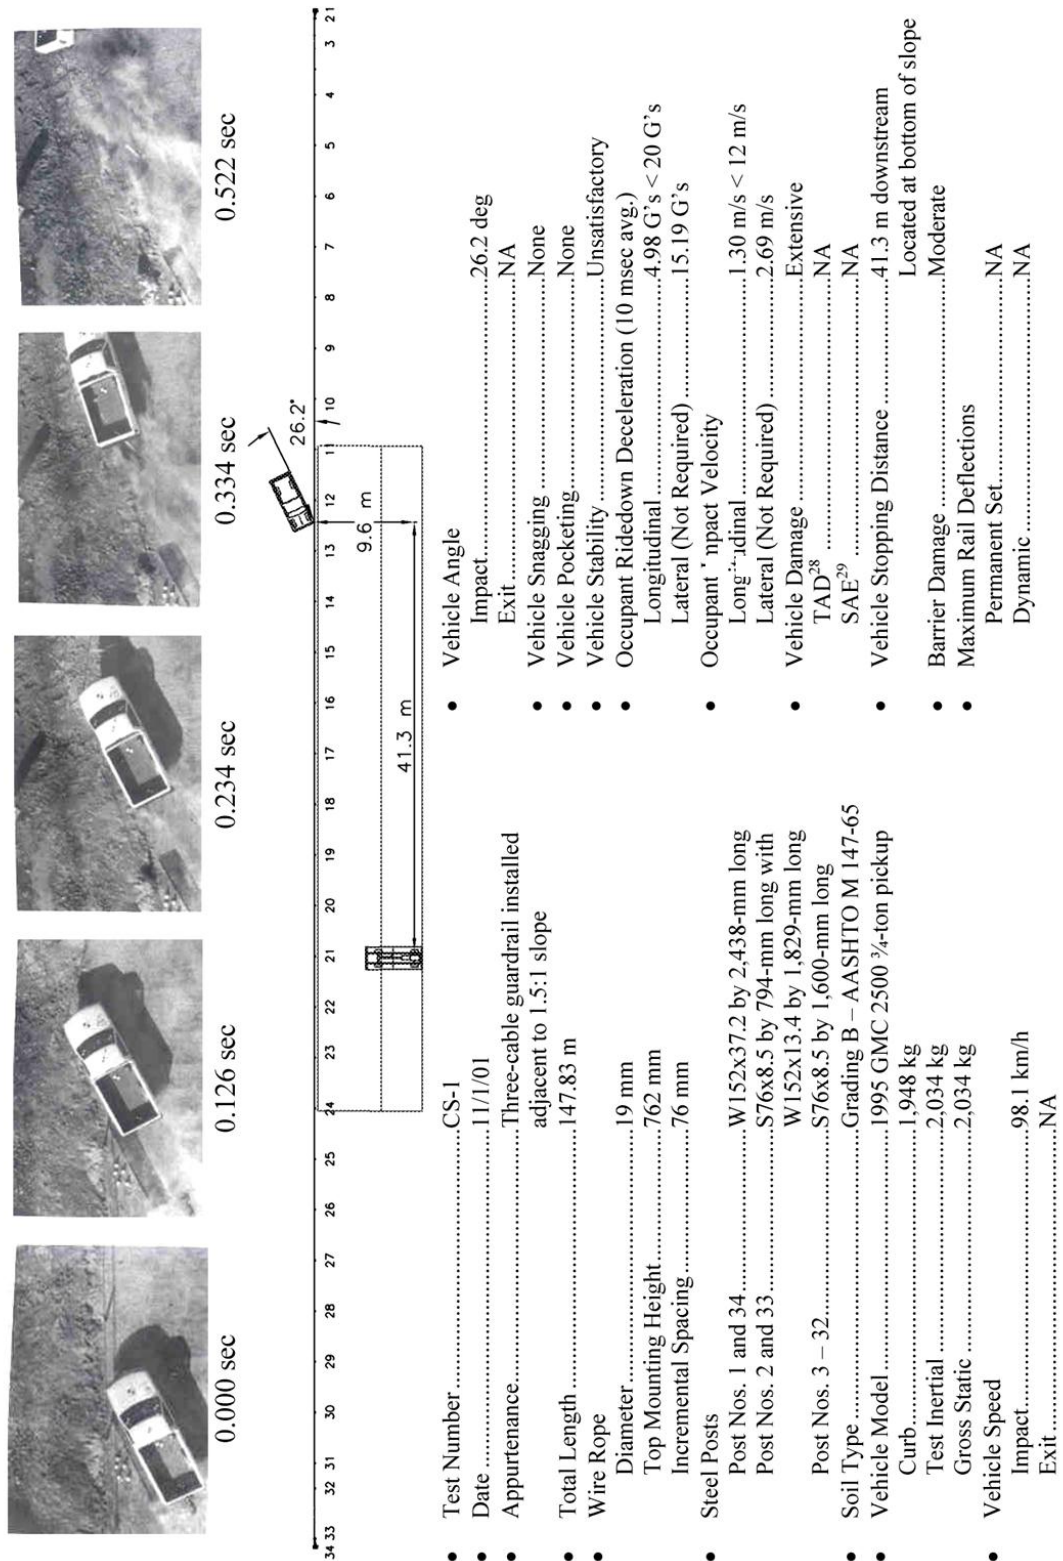 0.000 sec
0.126 sec
0.234 sec
0.334 sec
0.522 sec
34 33 32 31 30 29 28 27 26 25 24 23 22 21 20 19 18 17 16 15 14 13 12 11 10 9 8 7 6 5 4 3 2 1
26.2°
9.6 m
41.3 m
• Test Number CS-1
• Date 11/1/01
• Appurtenance Three-cable guardrail installed
adjacent to 1.5:1 slope
• Total Length 147.83 m
• Wire Rope
Diameter 19 mm
Top Mounting Height 762 mm
Incremental Spacing 76 mm
• Steel Posts
Post Nos. 1 and 34 W152x37.2 by 2,438-mm long
Post Nos. 2 and 33 S76x8.5 by 794-mm long with
W152x13.4 by 1,829-mm long
Post Nos. 3 – 32 S76x8.5 by 1,600-mm long
• Soil Type Grading B – AASHTO M 147-65
• Vehicle Model 1995 GMC 2500 ¾-ton pickup
Curb 1,948 kg
Test Inertial 2,034 kg
Gross Static 2,034 kg
• Vehicle Speed
Impact 98.1 km/h
Exit NA
• Vehicle Angle
Impact 26.2 deg
Exit NA
• Vehicle Snagging None
• Vehicle Pocketing None
• Vehicle Stability Unsatisfactory
• Occupant Ridedown Deceleration (10 msec avg.)
Longitudinal 4.98 G's < 20 G's
Lateral (Not Required) 15.19 G's
• Occupant Impact Velocity
Longitudinal 1.30 m/s < 12 m/s
Lateral (Not Required) 2.69 m/s
• Vehicle Damage Extensive
TAD28 NA
SAE29 NA
• Vehicle Stopping Distance 41.3 m downstream
Located at bottom of slope
• Barrier Damage Moderate
• Maximum Rail Deflections
Permanent Set NA
Dynamic NA